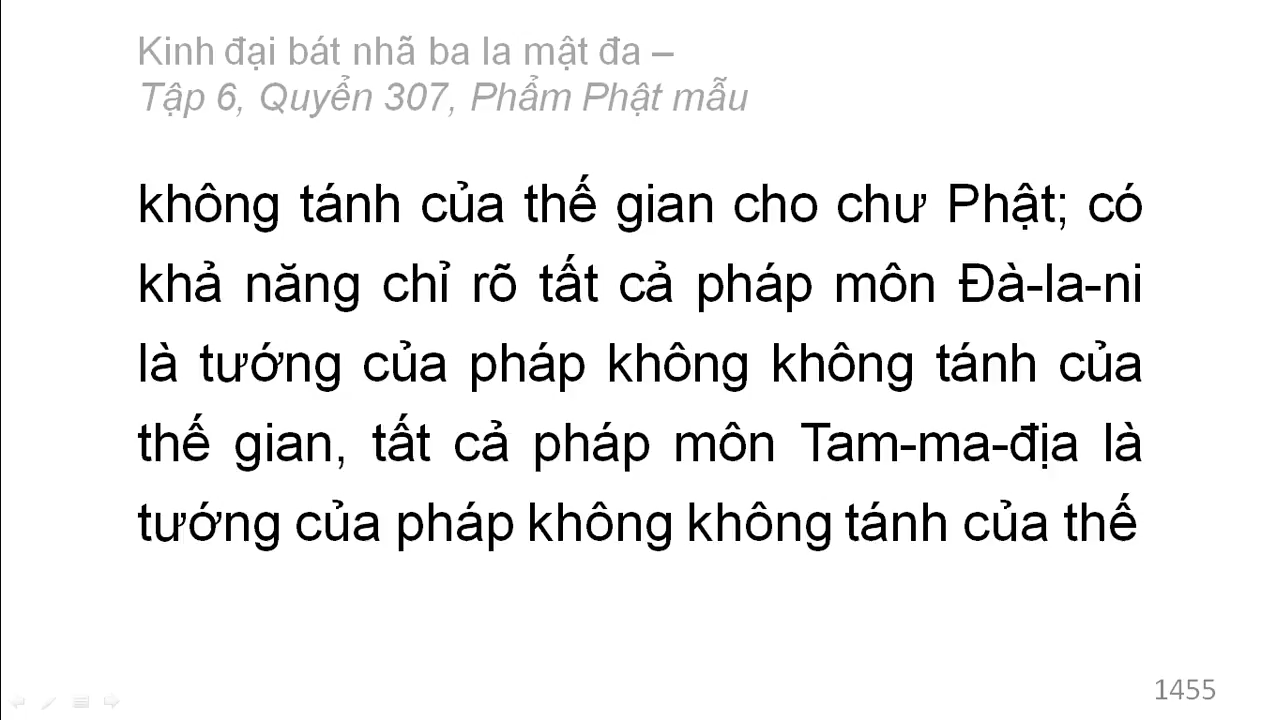 Kinh đại bát nhã ba la mật đa –
Tập 6, Quyển 307, Phẩm Phật mẫu
không tánh của thế gian cho chư Phật; có
khả năng chỉ rõ tất cả pháp môn Đà-la-ni
là tướng của pháp không không tánh của
thế gian, tất cả pháp môn Tam-ma-địa là
tướng của pháp không không tánh của thế
1455